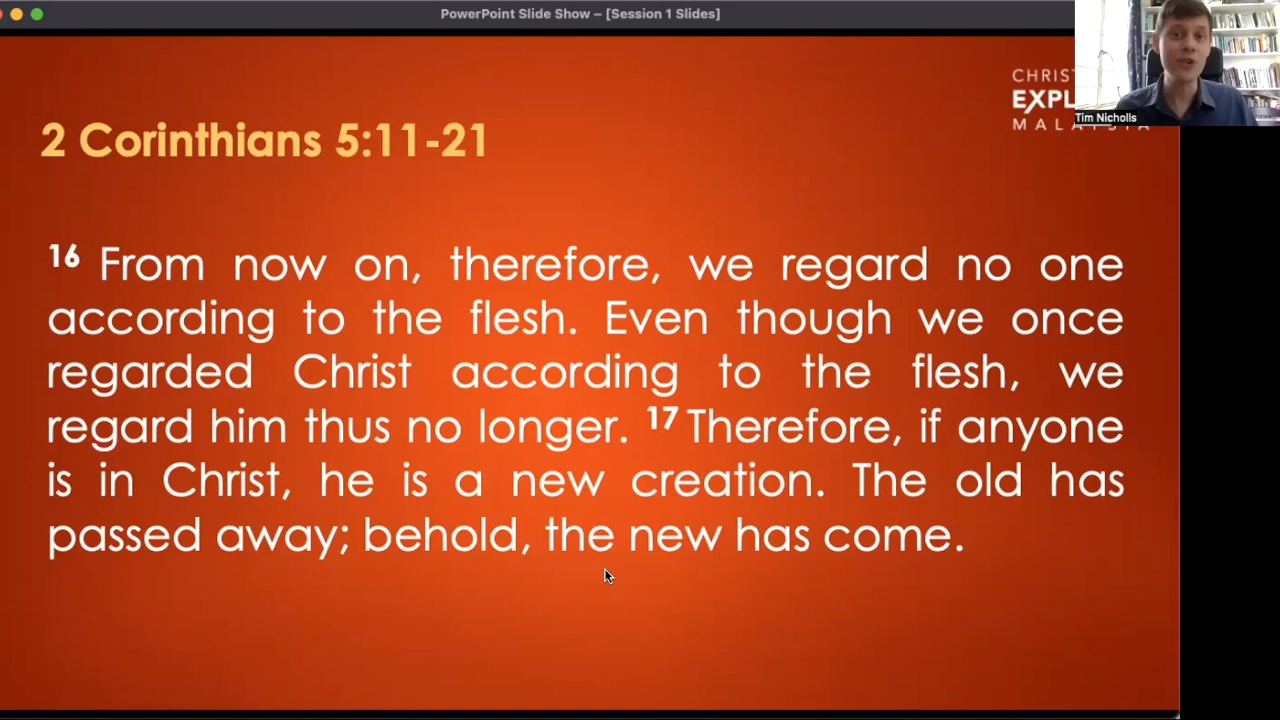 PowerPoint Slide Show – [Session 1 Slides]
CHRIST
EXPL
MALAYSIA
Tim Nicholls
2 Corinthians 5:11-21
16 From now on, therefore, we regard no one
according to the flesh. Even though we once
regarded Christ according to the flesh, we
regard him thus no longer. 17 Therefore, if anyone
is in Christ, he is a new creation. The old has
passed away; behold, the new has come.